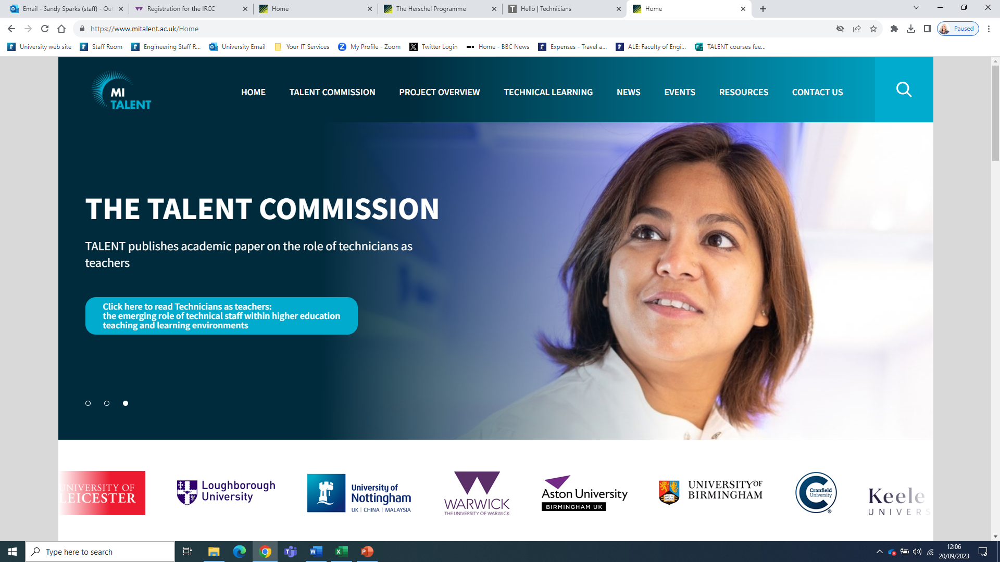 Email - Sandy Sparks (staff) - Out
Registration for the IRCC
Home
The Herschel Programme
Hello | Technicians
Home
https://www.mitalent.ac.uk/Home
Paused
University web site
Staff Room
Engineering Staff R...
University Email
Your IT Services
My Profile - Zoom
Twitter Login
Home - BBC News
Expenses - Travel a...
ALE: Faculty of Engi...
TALENT courses fee...
MI
TALENT
HOME
TALENT COMMISSION
PROJECT OVERVIEW
TECHNICAL LEARNING
NEWS
EVENTS
RESOURCES
CONTACT US
THE TALENT COMMISSION
TALENT publishes academic paper on the role of technicians as
teachers
Click here to read Technicians as teachers:
the emerging role of technical staff within higher education
teaching and learning environments
UNIVERSITY OF
LEICESTER
Loughborough
University
University of
Nottingham
UK | CHINA | MALAYSIA
WARWICK
THE UNIVERSITY OF WARWICK
Aston University
BIRMINGHAM UK
UNIVERSITY OF
BIRMINGHAM
Cranfield
University
Keele
UNIVERS
Type here to search
12:06
20/09/2023